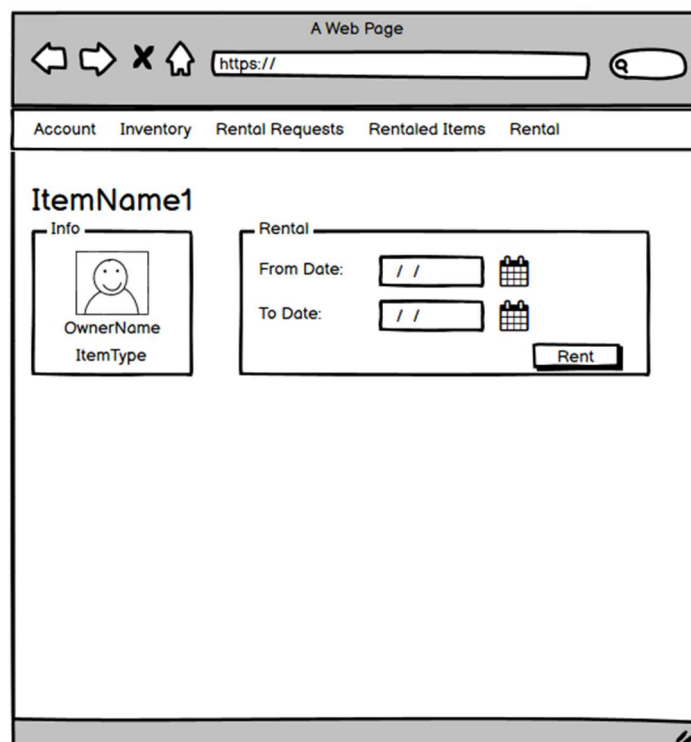 A Web Page
https://
Account Inventory Rental Requests Rentaled Items Rental
ItemName1
Info
OwnerName
ItemType
Rental
From Date: / /
To Date: / /
Rent